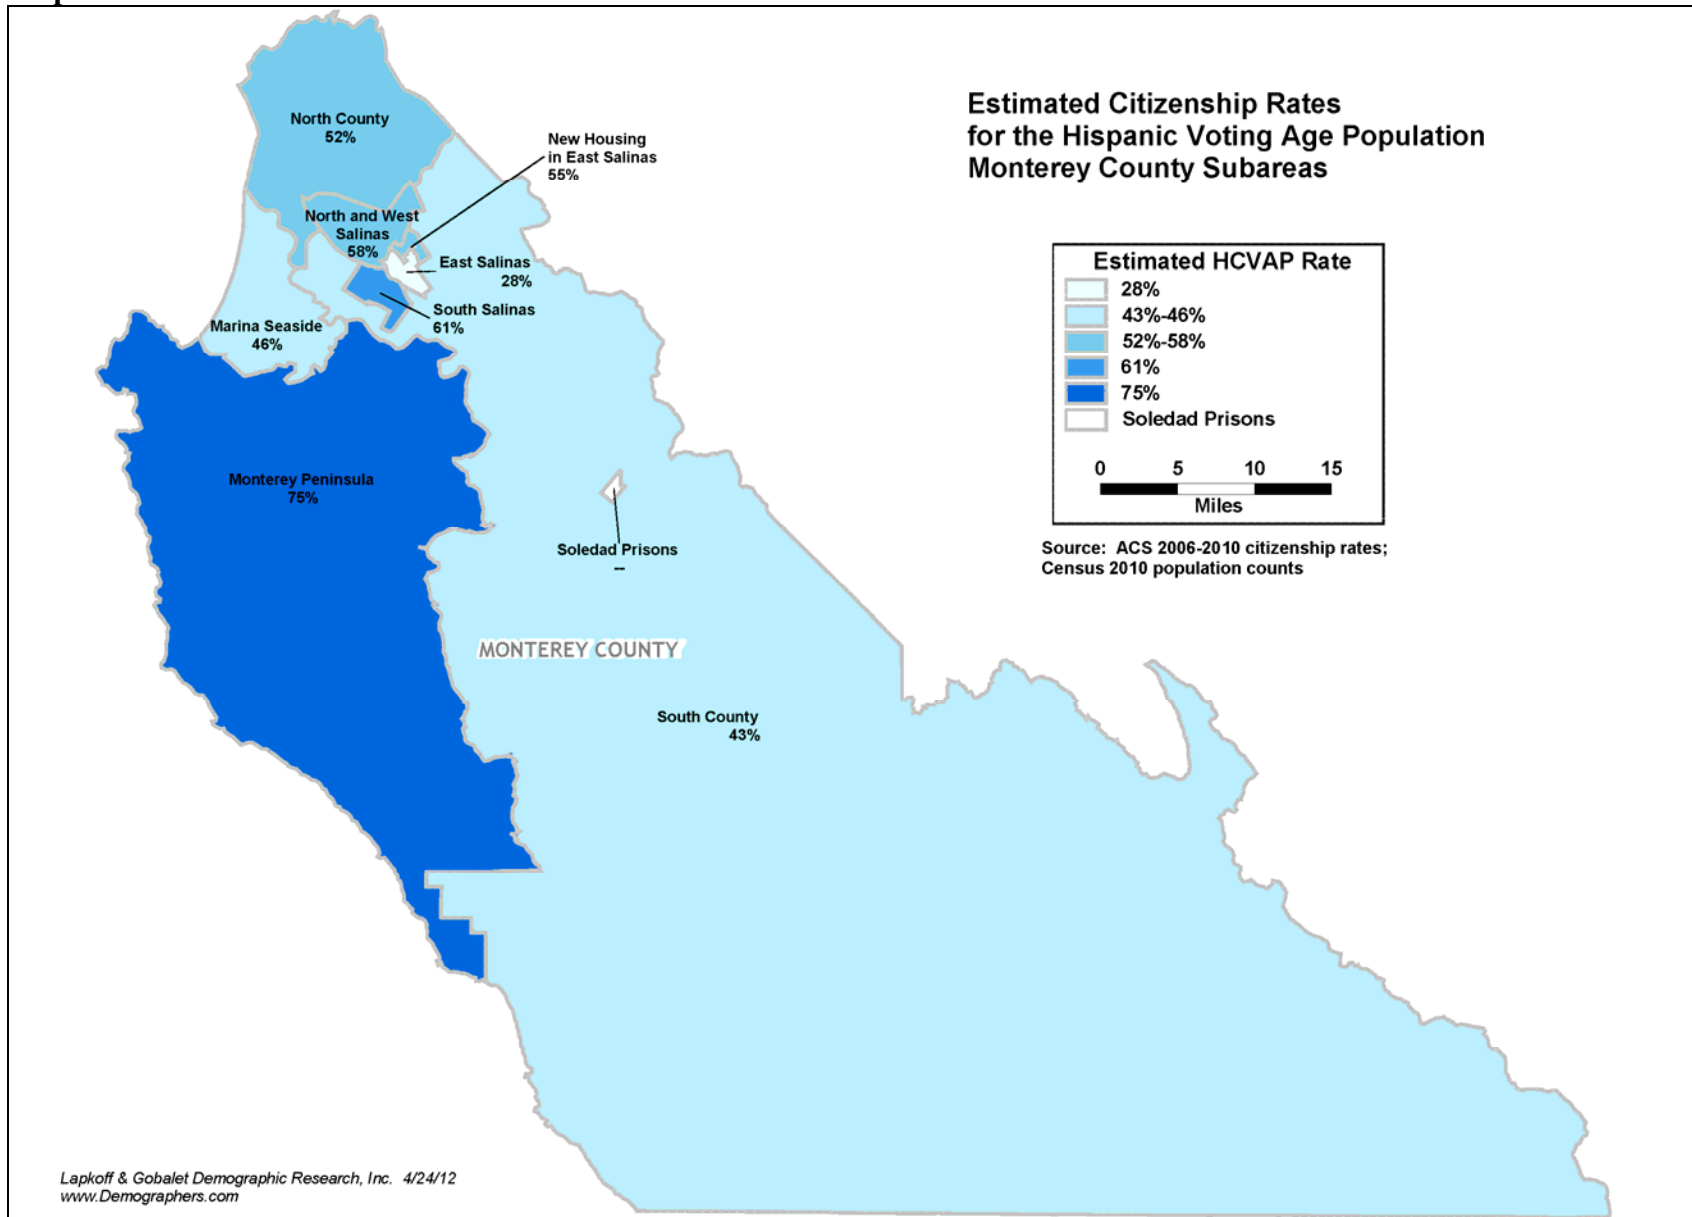 Estimated Citizenship Rates
for the Hispanic Voting Age Population
Monterey County Subareas
North County
52%
New Housing
in East Salinas
55%
North and West
Salinas
58%
East Salinas
28%
South Salinas
61%
Marina Seaside
46%
Monterey Peninsula
75%
Soledad Prisons
--
MONTEREY COUNTY
South County
43%
Estimated HCVAP Rate
28%
43%-46%
52%-58%
61%
75%
Soledad Prisons
0 5 10 15
Miles
Source: ACS 2006-2010 citizenship rates;
Census 2010 population counts
Lapkoff & Gobalet Demographic Research, Inc. 4/24/12
www.Demographers.com